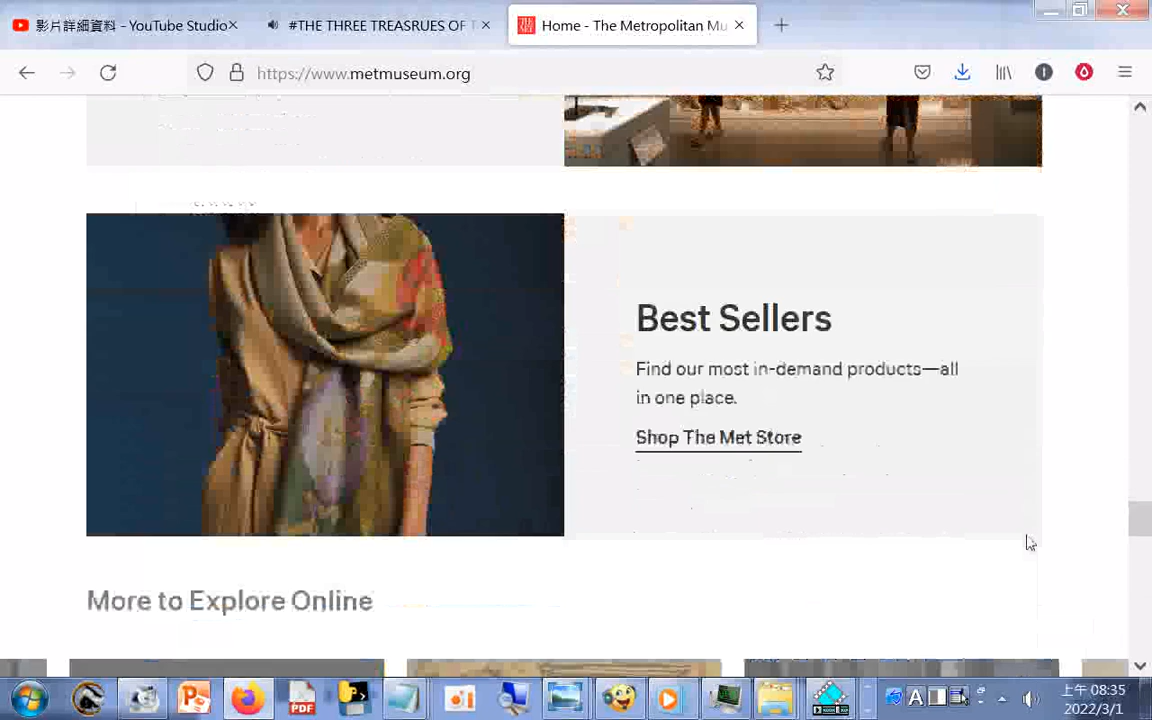 影片詳細資料 - YouTube Studio
#THE THREE TREASRUES OF T
Home - The Metropolitan Mu
https://www.metmuseum.org
Best Sellers
Find our most in-demand products—all
in one place.
Shop The Met Store
More to Explore Online
上午 08:35
2022/3/1